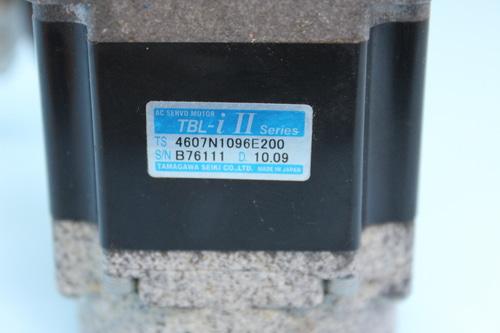 AC SERVO MOTOR
TBL-i II Series
TS 4607N1096E200
S/N B76111 D. 10.09
TAMAGAWA SEIKI CO.,LTD. MADE IN JAPAN